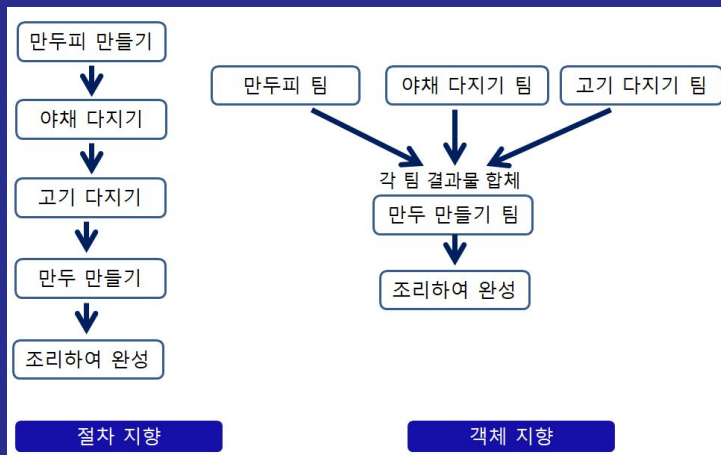 만두피 만들기
야채 다지기
고기 다지기
만두 만들기
조리하여 완성
절차 지향
만두피 팀
야채 다지기 팀
고기 다지기 팀
각 팀 결과물 합체
만두 만들기 팀
조리하여 완성
객체 지향